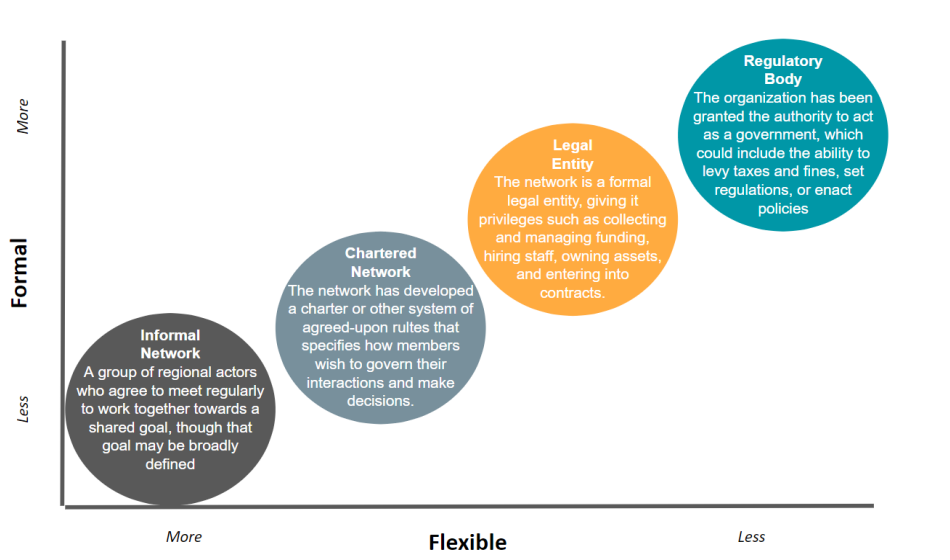 More
Formal
Less
Regulatory
Body
The organization has been
granted the authority to act
as a government, which
could include the ability to
levy taxes and fines, set
regulations, or enact
policies
Legal
Entity
The network is a formal
legal entity, giving it
privileges such as collecting
and managing funding,
hiring staff, owning assets,
and entering into
contracts.
Chartered
Network
The network has developed
a charter or other system of
agreed-upon rultes that
specifies how members
wish to govern their
interactions and make
decisions.
Informal
Network
A group of regional actors
who agree to meet regularly
to work together towards a
shared goal, though that
goal may be broadly
defined
More
Flexible
Less